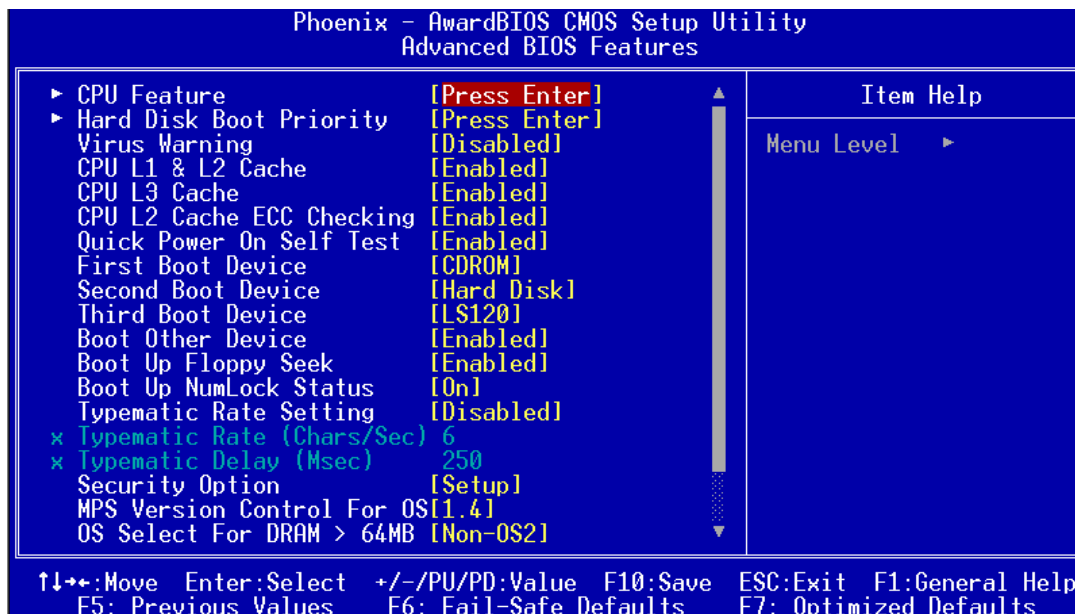 Phoenix - AwardBIOS CMOS Setup Utility
Advanced BIOS Features
► CPU Feature [Press Enter]
► Hard Disk Boot Priority [Press Enter]
Virus Warning [Disabled]
CPU L1 & L2 Cache [Enabled]
CPU L3 Cache [Enabled]
CPU L2 Cache ECC Checking [Enabled]
Quick Power On Self Test [Enabled]
First Boot Device [CDROM]
Second Boot Device [Hard Disk]
Third Boot Device [LS120]
Boot Other Device [Enabled]
Boot Up Floppy Seek [Enabled]
Boot Up NumLock Status [On]
Typematic Rate Setting [Disabled]
x Typematic Rate (Chars/Sec) 6
x Typematic Delay (Msec) 250
Security Option [Setup]
MPS Version Control For OS[1.4]
OS Select For DRAM > 64MB [Non-OS2]
Item Help
Menu Level ►
↑↓→←:Move Enter:Select +/-/PU/PD:Value F10:Save ESC:Exit F1:General Help
F5: Previous Values F6: Fail-Safe Defaults F7: Optimized Defaults